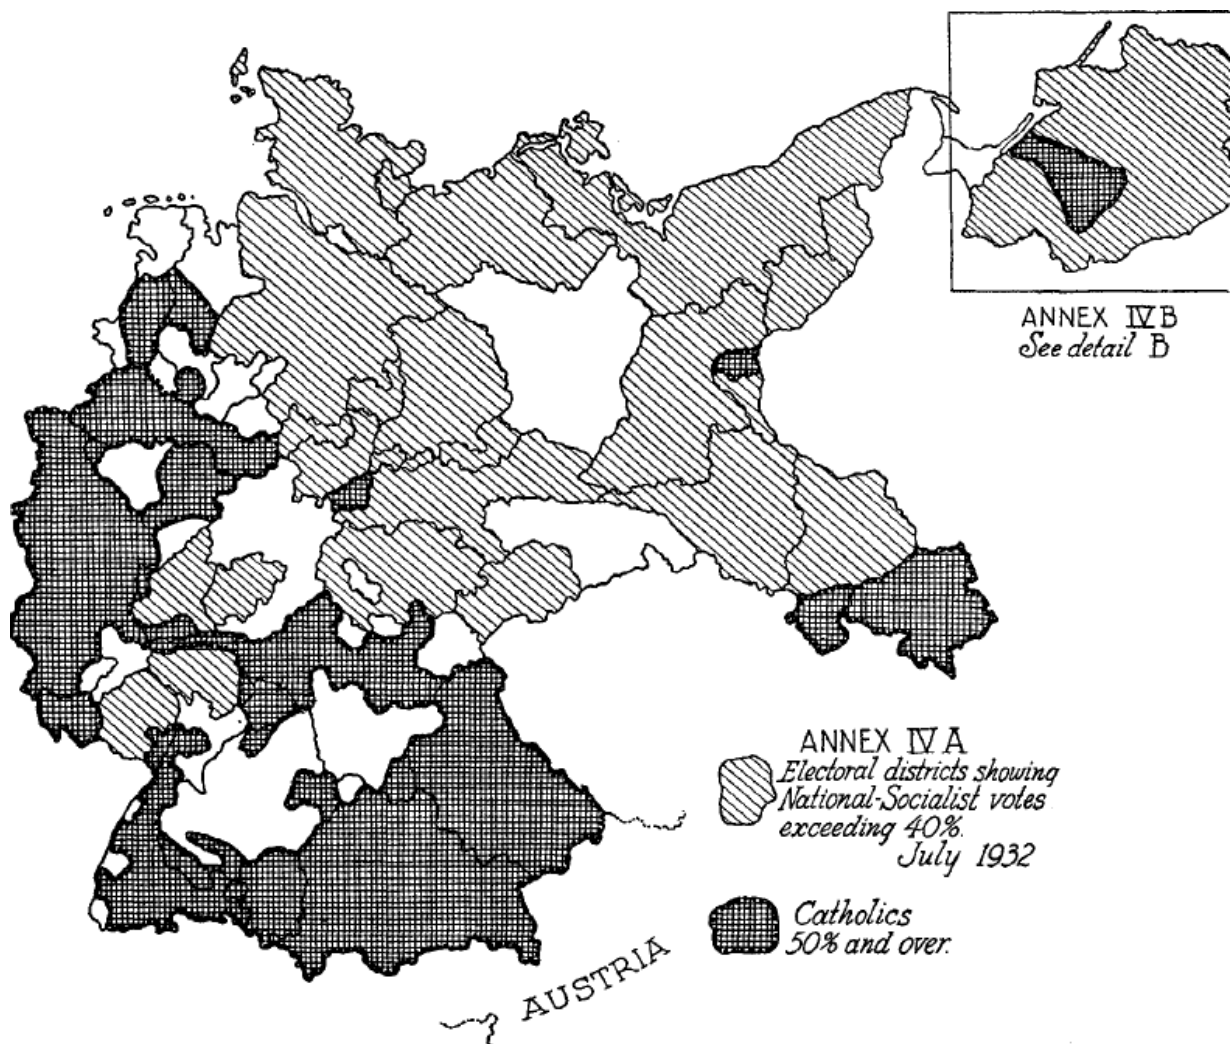 ANNEX IV B
See detail B
ANNEX IV A
Electoral districts showing
National-Socialist votes
exceeding 40%.
July 1932
Catholics
50% and over.
AUSTRIA